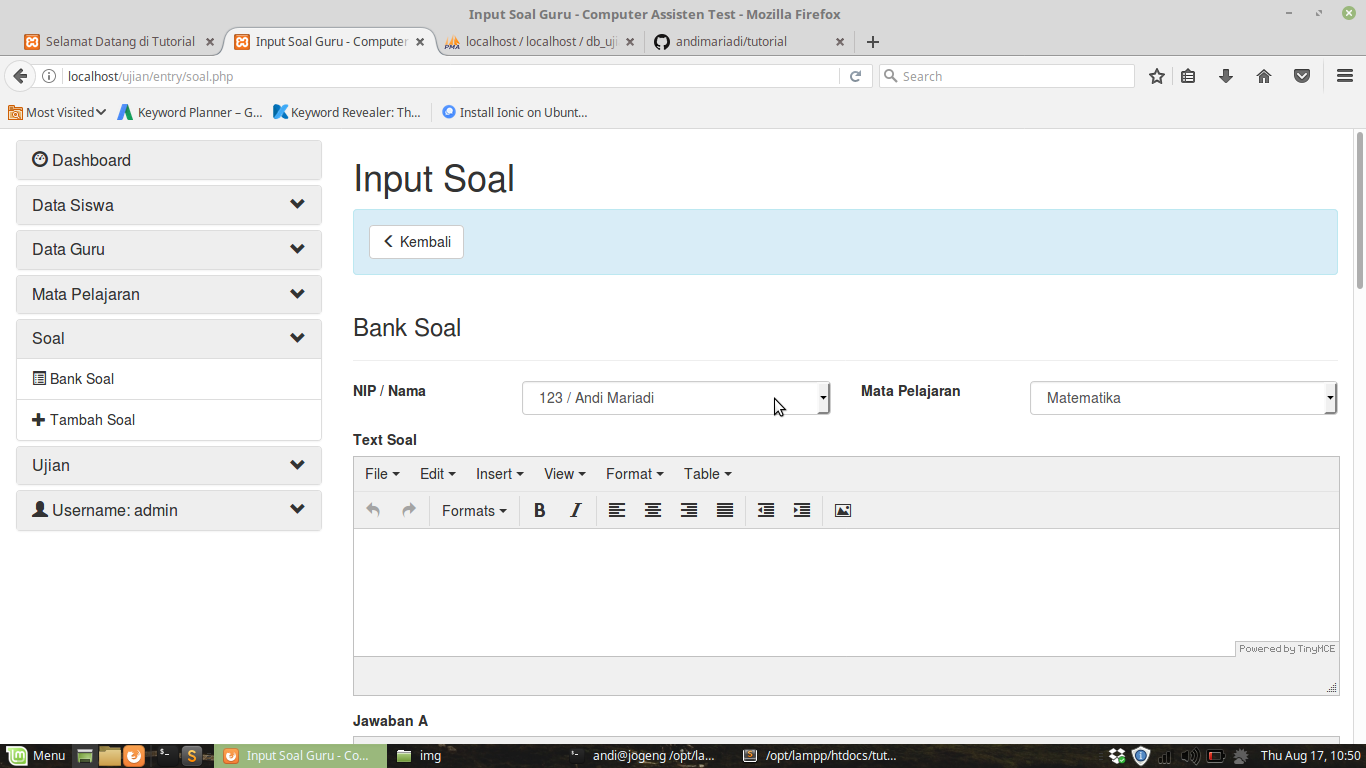 Input Soal Guru - Computer Assisten Test - Mozilla Firefox
Selamat Datang di Tutorial
Input Soal Guru - Computer
localhost / localhost / db_uji
andimariadi/tutorial
localhost/ujian/entry/soal.php
Search
Most Visited
Keyword Planner – G...
Keyword Revealer: Th...
Install Ionic on Ubunt...
Dashboard
Data Siswa
Data Guru
Mata Pelajaran
Soal
Bank Soal
Tambah Soal
Ujian
Username: admin
Input Soal
Kembali
Bank Soal
NIP / Nama
123 / Andi Mariadi
Mata Pelajaran
Matematika
Text Soal
File Edit Insert View Format Table
Formats B I
Powered by TinyMCE
Jawaban A
Menu
Input Soal Guru - Co...
img
andi@jogeng /opt/la...
/opt/lampp/htdocs/tut...
Thu Aug 17, 10:50